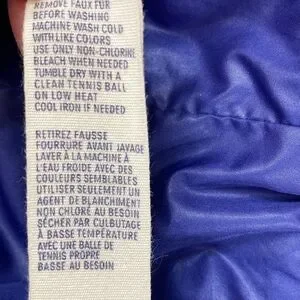 REMOVE FAUX FUR
BEFORE WASHING
MACHINE WASH COLD
WITH LIKE COLORS
USE ONLY NON-CHLORINE
BLEACH WHEN NEEDED
TUMBLE DRY WITH A
CLEAN TENNIS BALL
ON LOW HEAT
COOL IRON IF NEEDED
RETIREZ FAUSSE
FOURRURE AVANT JAVAGE
LAVER À LA MACHINE À
L'EAU FROIDE AVEC DES
COULEURS SEMBLABLES
UTILISER SEULEMENT UN
AGENT DE BLANCHIMENT
NON CHLORÉ AU BESOIN
SÉCHER PAR CULBUTAGE
À BASSE TEMPÉRATURE
AVEC UNE BALLE DE
TENNIS PROPRE
BASSE AU BESOIN